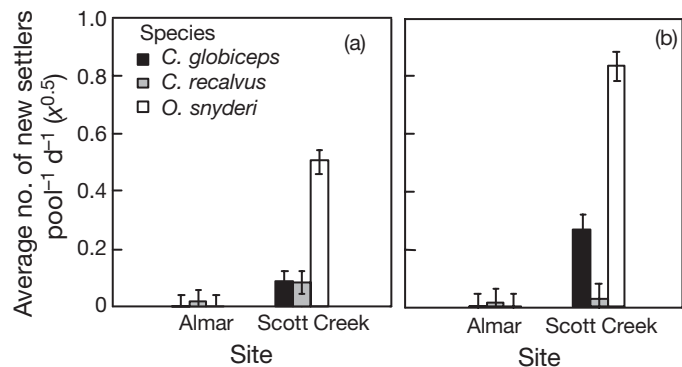 Average no. of new settlers
pool⁻¹ d⁻¹ (x⁰·⁵)
1.0
0.8
0.6
0.4
0.2
0
Species
C. globiceps
C. recalvus
O. snyderi
(a)
(b)
Almar Scott Creek
Almar Scott Creek
Site
Site